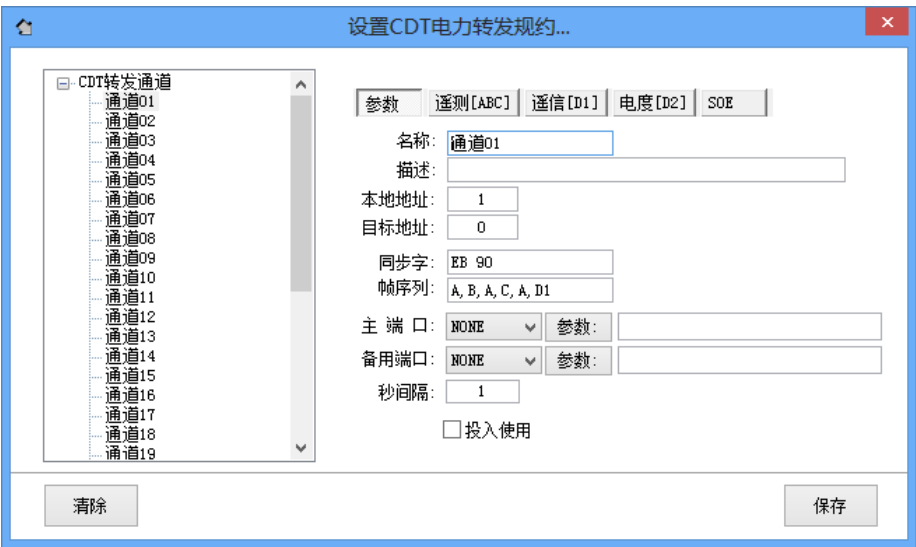 设置CDT电力转发规约...
CDT转发通道
通道01
通道02
通道03
通道04
通道05
通道06
通道07
通道08
通道09
通道10
通道11
通道12
通道13
通道14
通道15
通道16
通道17
通道18
通道19
参数 遥测[ABC] 遥信[D1] 电度[D2] SOE
名称: 通道01
描述:
本地地址: 1
目标地址: 0
同步字: EB 90
帧序列: A,B,A,C,A,D1
主 端 口: NONE 参数:
备用端口: NONE 参数:
秒间隔: 1
投入使用
清除 保存